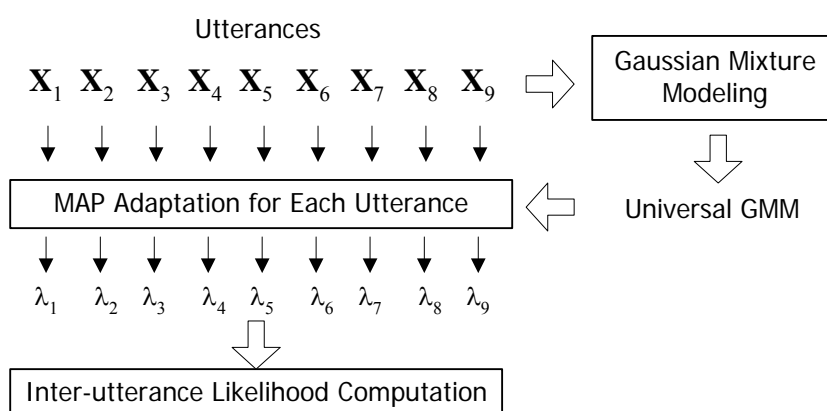 Utterances
X1 X2 X3 X4 X5 X6 X7 X8 X9
Gaussian Mixture
Modeling
MAP Adaptation for Each Utterance
Universal GMM
λ1 λ2 λ3 λ4 λ5 λ6 λ7 λ8 λ9
Inter-utterance Likelihood Computation